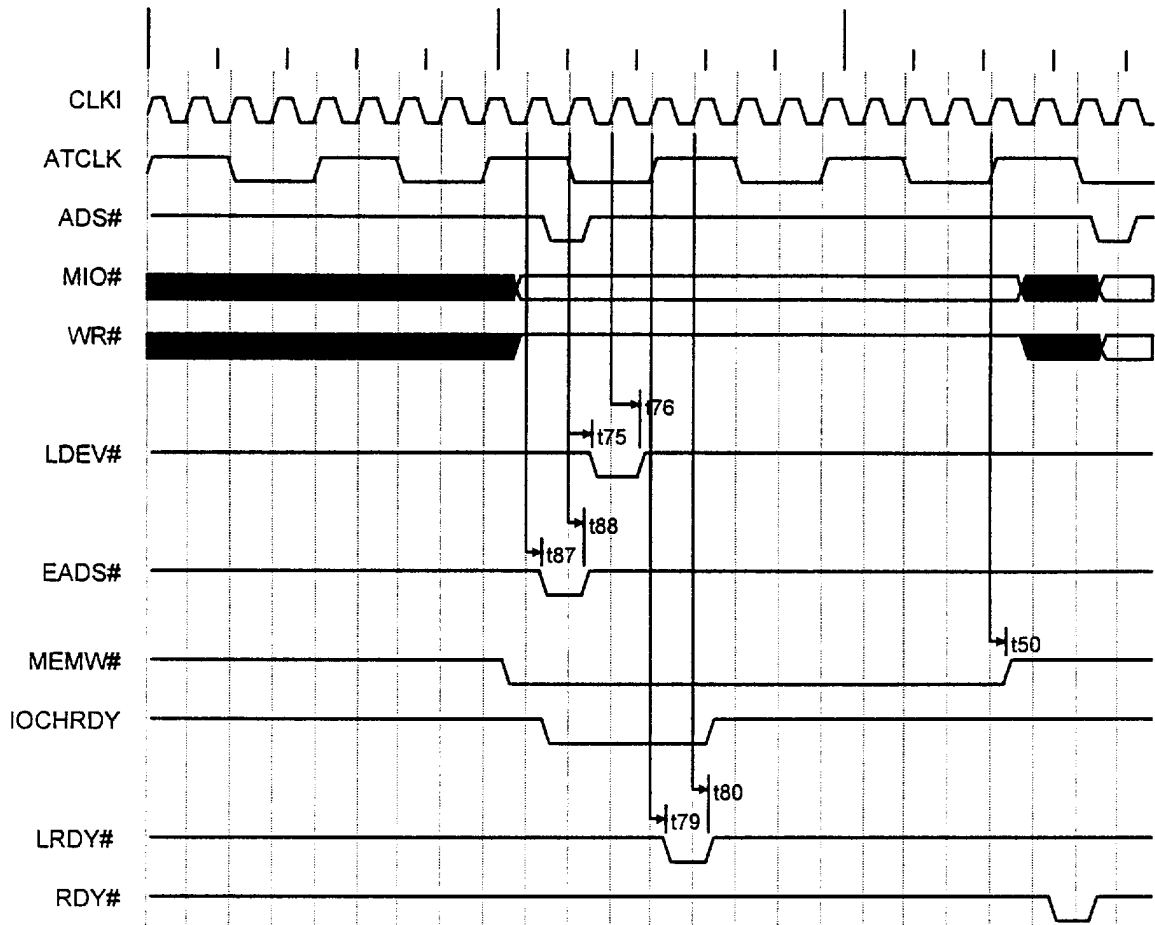 CLKI
ATCLK
ADS#
MIO#
WR#
t76
t75
LDEV#
t88
t87
EADS#
t50
MEMW#
IOCHRDY
t80
t79
LRDY#
RDY#